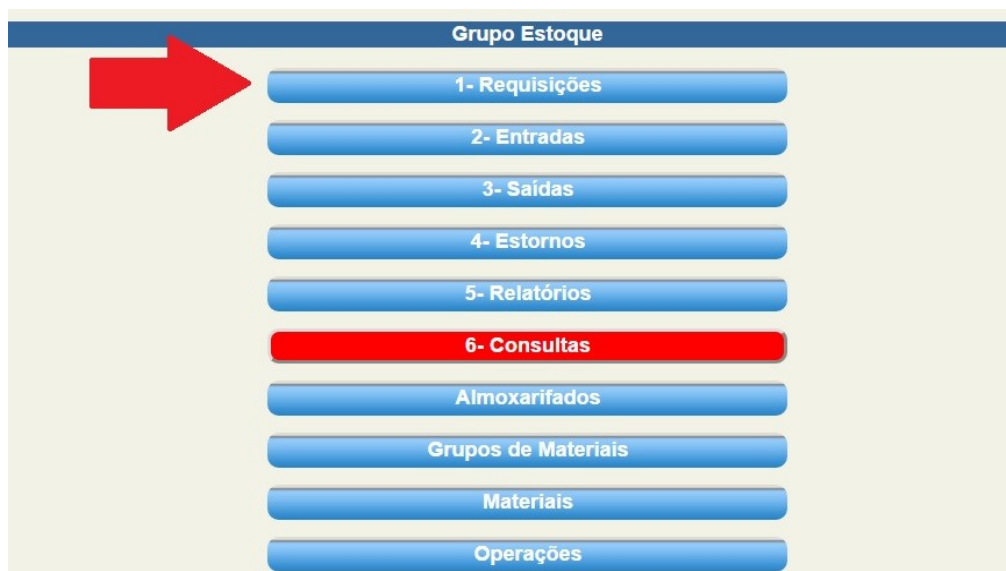 Grupo Estoque
1- Requisições
2- Entradas
3- Saídas
4- Estornos
5- Relatórios
6- Consultas
Almoxarifados
Grupos de Materiais
Materiais
Operações